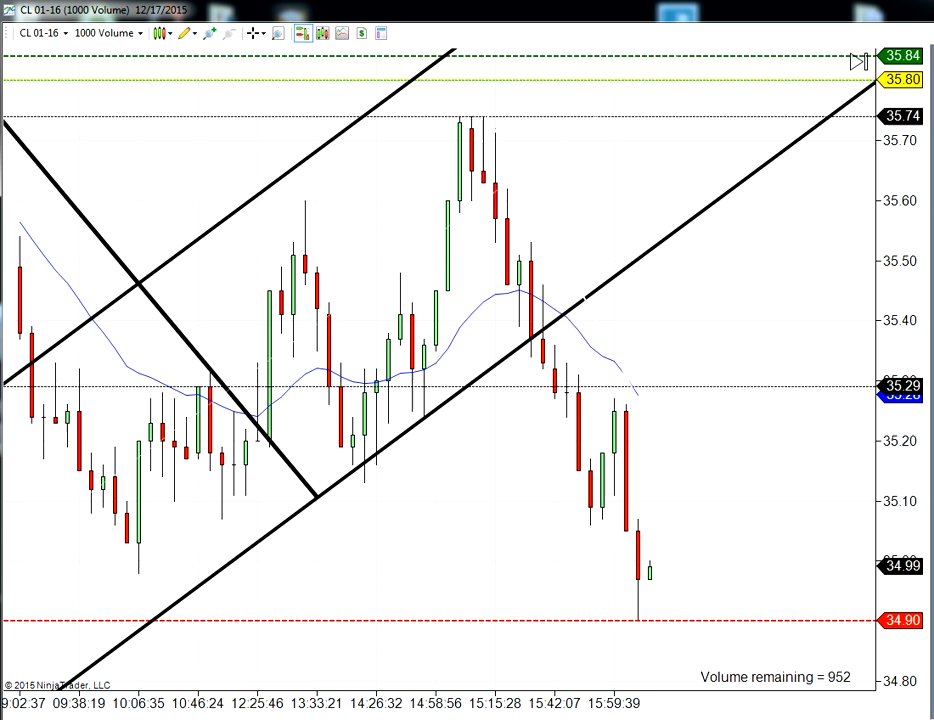 CL 01-16 (1000 Volume) 12/17/2015
CL 01-16 1000 Volume
$
35.84
35.80
35.74
35.70
35.60
35.50
35.40
35.29
35.20
35.10
34.99
34.90
34.80
Volume remaining = 952
© 2015 NinjaTrader, LLC
9:02:37 09:38:19 10:06:35 10:46:24 12:25:46 13:33:21 14:26:32 14:58:56 15:15:28 15:42:07 15:59:39